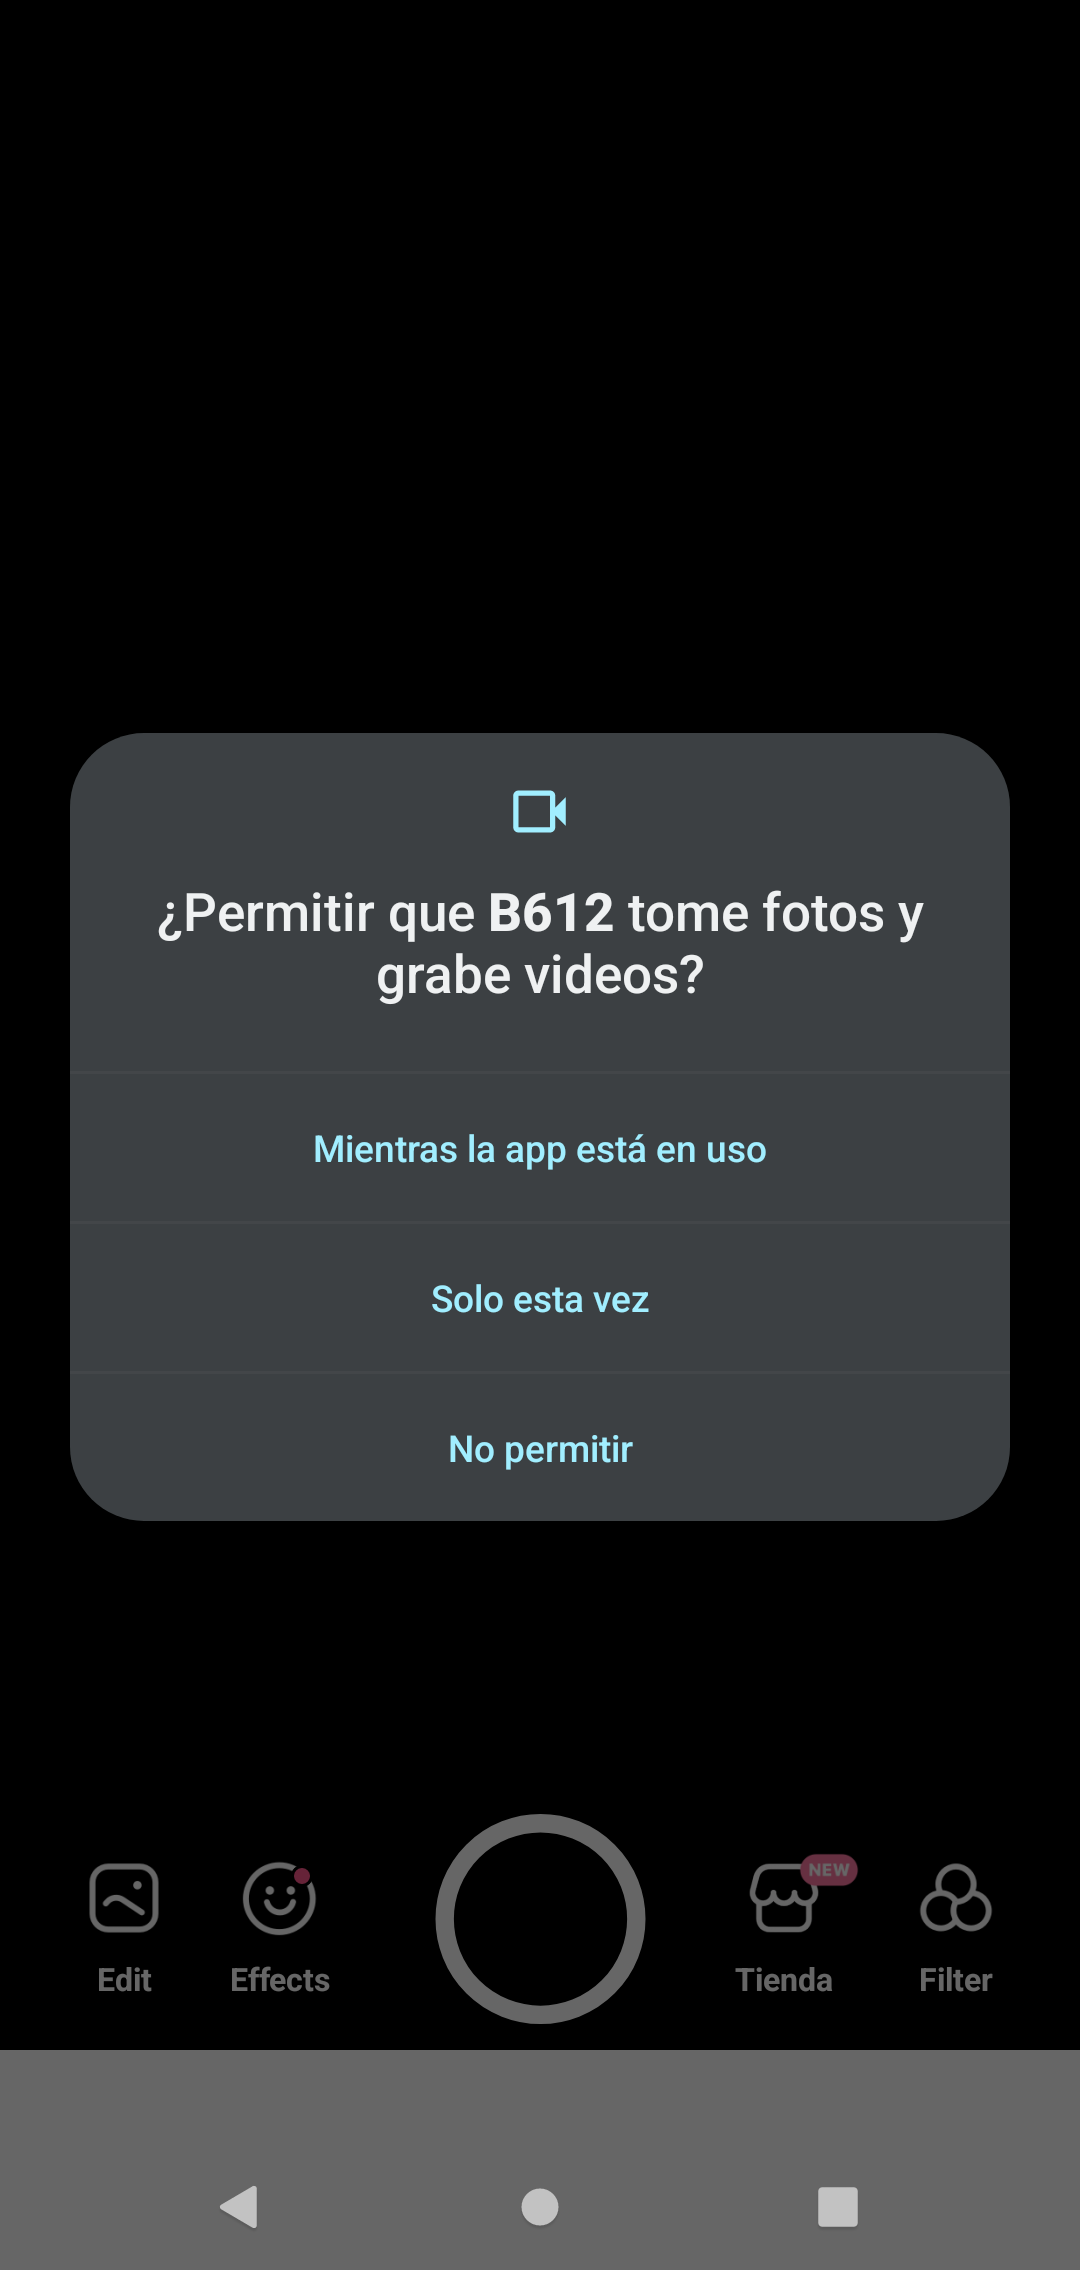 ¿Permitir que B612 tome fotos y
grabe videos?
Mientras la app está en uso
Solo esta vez
No permitir
NEW
Edit
Effects
Tienda
Filter